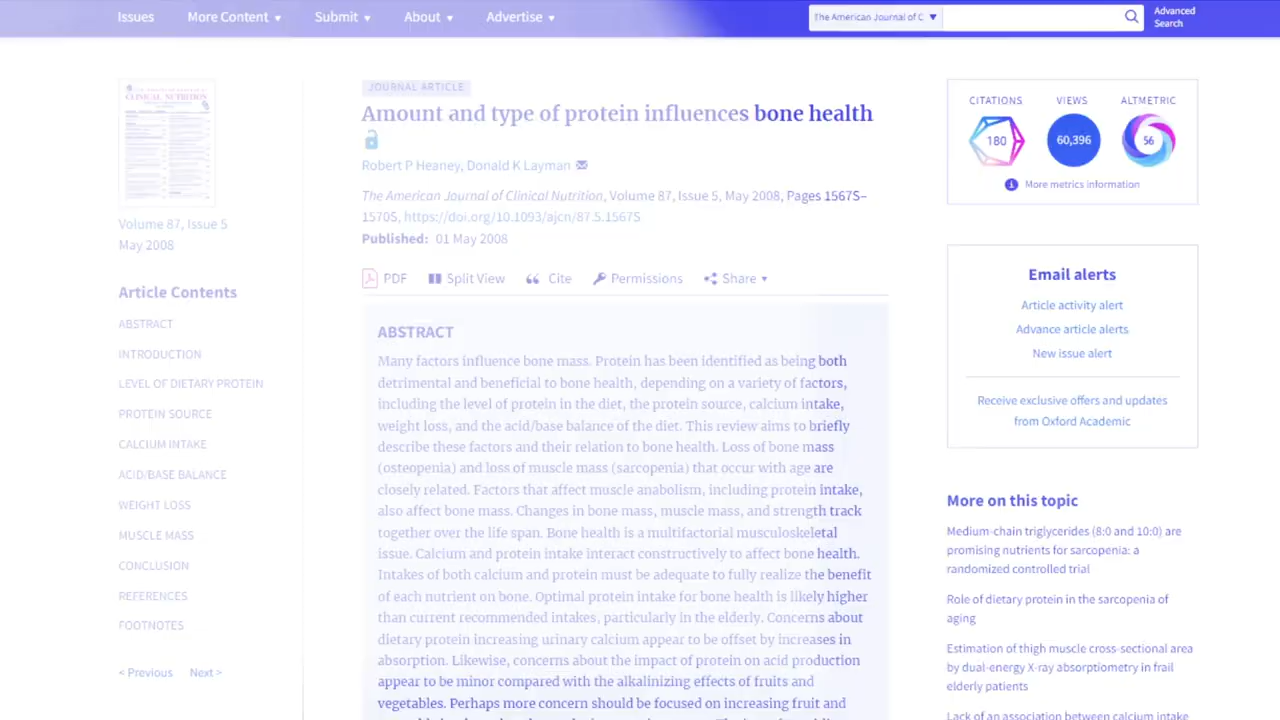 Issues
More Content
Submit
About
Advertise
The American Journal of C
Advanced
Search
CLINICAL NUTRITION
Volume 87, Issue 5
May 2008
Article Contents
ABSTRACT
INTRODUCTION
LEVEL OF DIETARY PROTEIN
PROTEIN SOURCE
CALCIUM INTAKE
ACID/BASE BALANCE
WEIGHT LOSS
MUSCLE MASS
CONCLUSION
REFERENCES
FOOTNOTES
< Previous Next >
JOURNAL ARTICLE
Amount and type of protein influences bone health
Robert P Heaney, Donald K Layman
The American Journal of Clinical Nutrition, Volume 87, Issue 5, May 2008, Pages 1567S–
1570S, https://doi.org/10.1093/ajcn/87.5.1567S
Published: 01 May 2008
PDF Split View Cite Permissions Share
ABSTRACT
Many factors influence bone mass. Protein has been identified as being both
detrimental and beneficial to bone health, depending on a variety of factors,
including the level of protein in the diet, the protein source, calcium intake,
weight loss, and the acid/base balance of the diet. This review aims to briefly
describe these factors and their relation to bone health. Loss of bone mass
(osteopenia) and loss of muscle mass (sarcopenia) that occur with age are
closely related. Factors that affect muscle anabolism, including protein intake,
also affect bone mass. Changes in bone mass, muscle mass, and strength track
together over the life span. Bone health is a multifactorial musculoskeletal
issue. Calcium and protein intake interact constructively to affect bone health.
Intakes of both calcium and protein must be adequate to fully realize the benefit
of each nutrient on bone. Optimal protein intake for bone health is likely higher
than current recommended intakes, particularly in the elderly. Concerns about
dietary protein increasing urinary calcium appear to be offset by increases in
absorption. Likewise, concerns about the impact of protein on acid production
appear to be minor compared with the alkalinizing effects of fruits and
vegetables. Perhaps more concern should be focused on increasing fruit and
CITATIONS VIEWS ALTMETRIC
180 60,396 56
More metrics information
Email alerts
Article activity alert
Advance article alerts
New issue alert
Receive exclusive offers and updates
from Oxford Academic
More on this topic
Medium-chain triglycerides (8:0 and 10:0) are
promising nutrients for sarcopenia: a
randomized controlled trial
Role of dietary protein in the sarcopenia of
aging
Estimation of thigh muscle cross-sectional area
by dual-energy X-ray absorptiometry in frail
elderly patients
Lack of an association between calcium intake